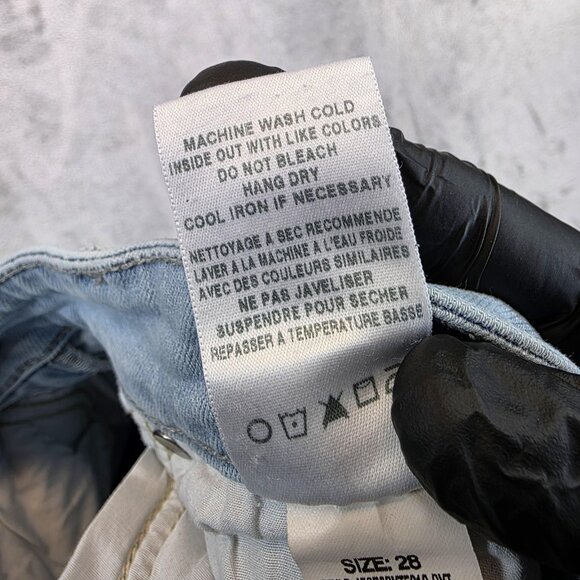 MACHINE WASH COLD
INSIDE OUT WITH LIKE COLORS
DO NOT BLEACH
HANG DRY
COOL IRON IF NECESSARY
NETTOYAGE A SEC RECOMMENDE
LAVER A LA MACHINE A L'EAU FROIDE
AVEC DES COULEURS SIMILAIRES
NE PAS JAVELISER
SUSPENDRE POUR SECHER
REPASSER A TEMPERATURE BASSE
SIZE: 28